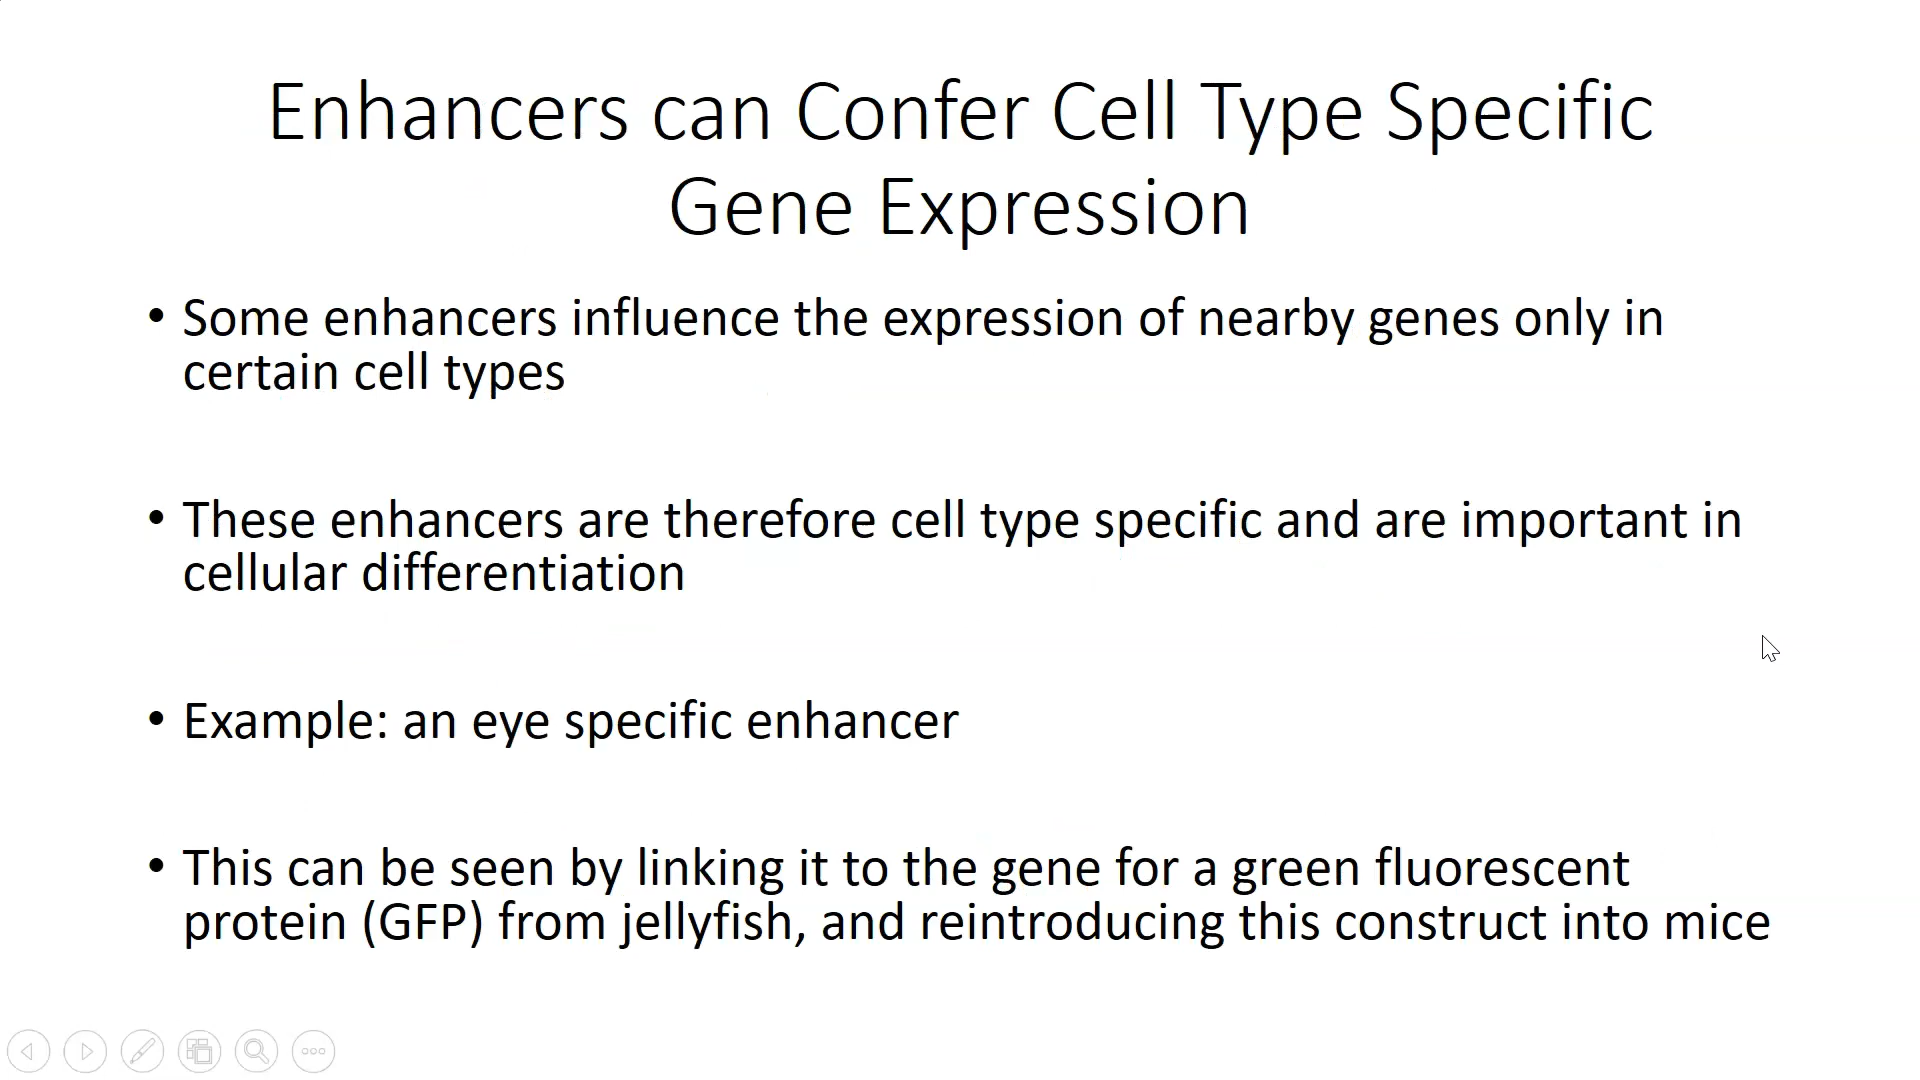 Enhancers can Confer Cell Type Specific
Gene Expression
• Some enhancers influence the expression of nearby genes only in
certain cell types
• These enhancers are therefore cell type specific and are important in
cellular differentiation
• Example: an eye specific enhancer
• This can be seen by linking it to the gene for a green fluorescent
protein (GFP) from jellyfish, and reintroducing this construct into mice